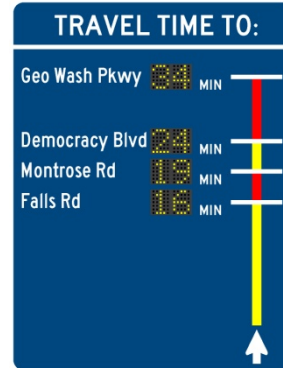 TRAVEL TIME TO:
Geo Wash Pkwy MIN
Democracy Blvd 24 MIN
Montrose Rd 19 MIN
Falls Rd 16 MIN